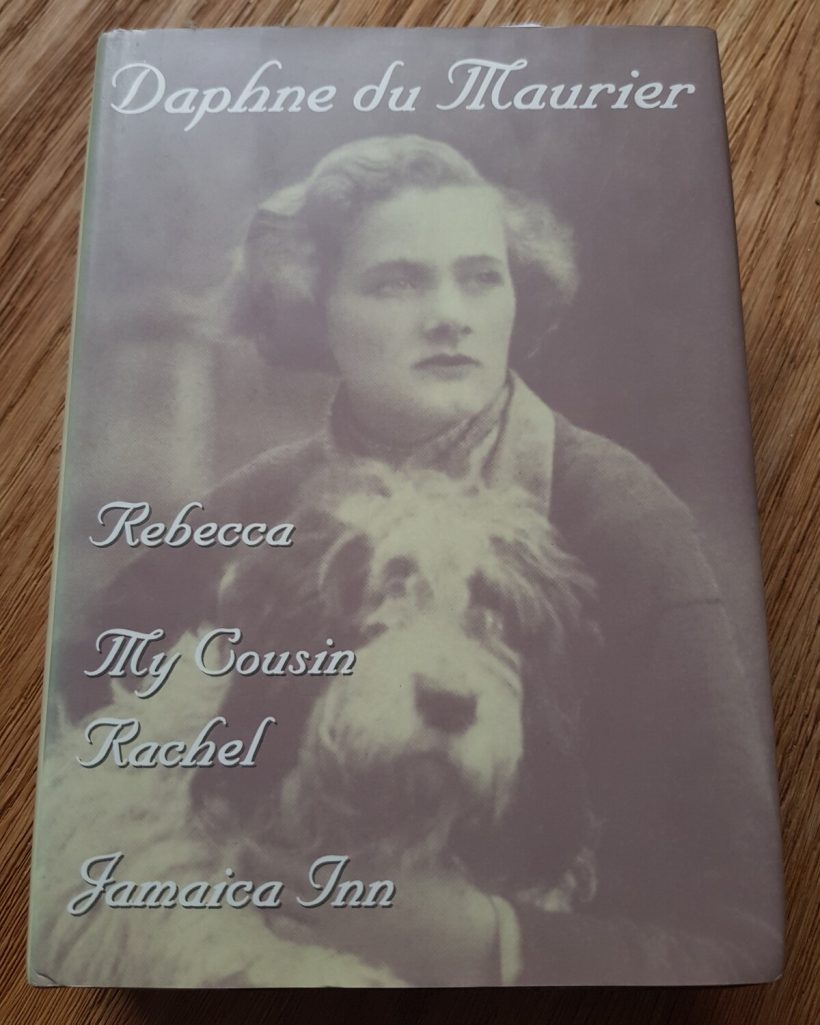 Daphne du Maurier
Rebecca
My Cousin
Rachel
Jamaica Inn